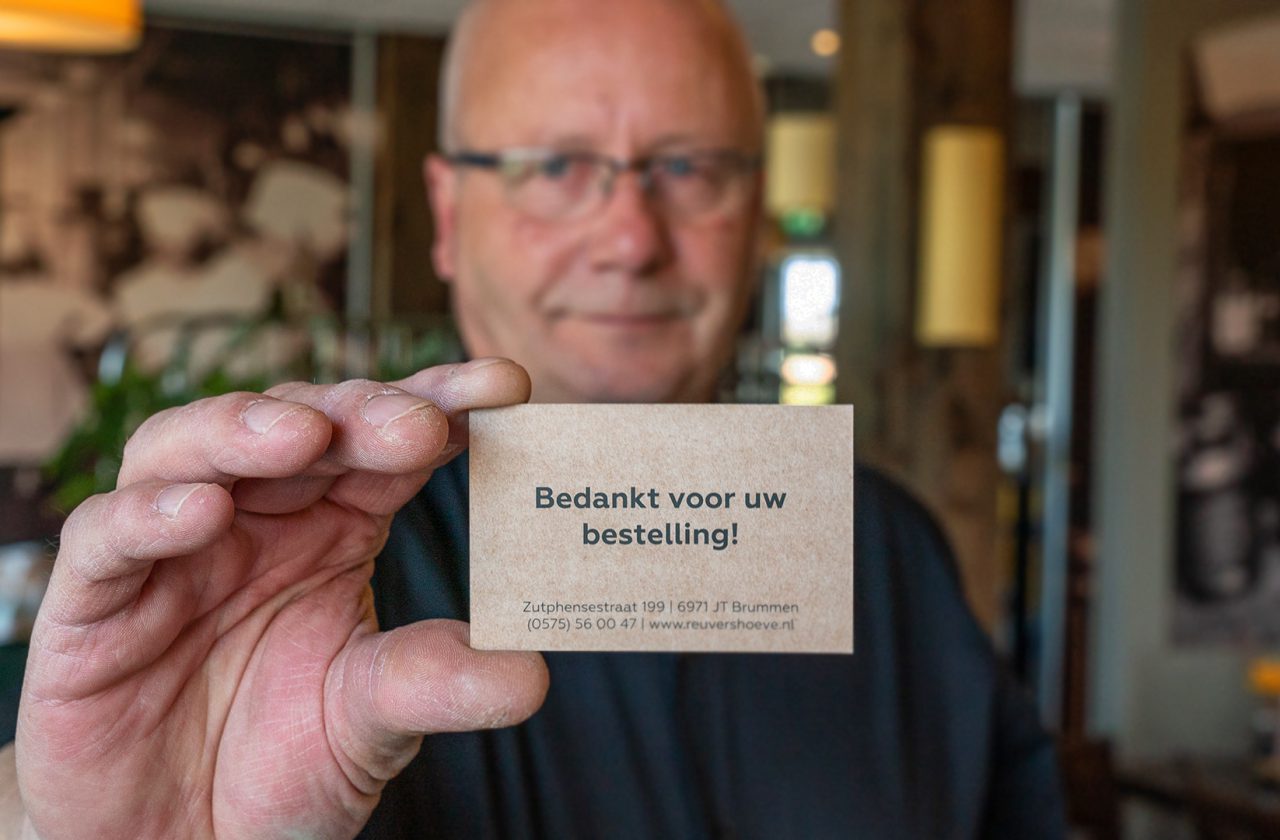 Bedankt voor uw
bestelling!
Zutphensestraat 199 | 6971 JT Brummen
(0575) 56 00 47 | www.reuvershoeve.nl